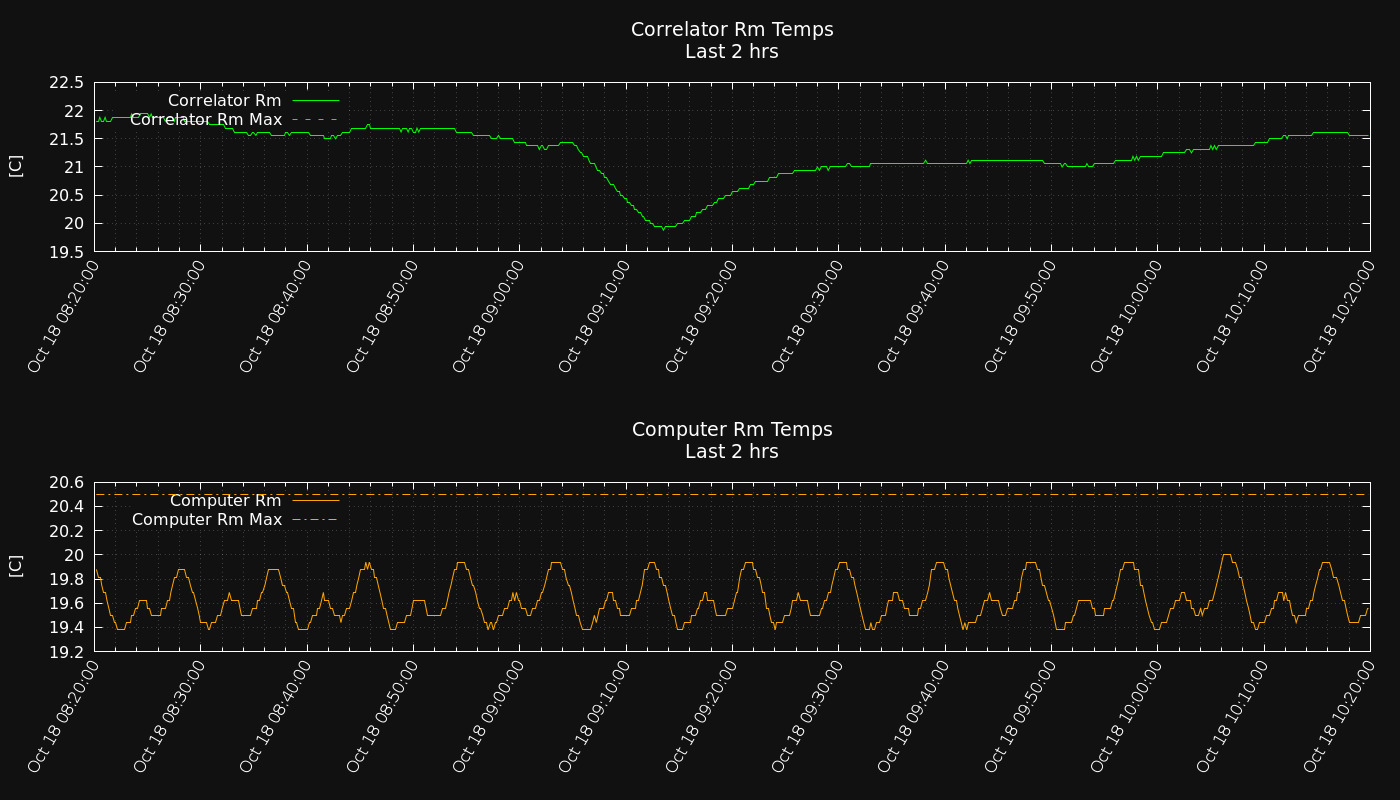 Correlator Rm Temps
Last 2 hrs
22.5
22
21.5
21
20.5
20
19.5
[C]
Correlator Rm
Correlator Rm Max
Oct 18 08:20:00
Oct 18 08:30:00
Oct 18 08:40:00
Oct 18 08:50:00
Oct 18 09:00:00
Oct 18 09:10:00
Oct 18 09:20:00
Oct 18 09:30:00
Oct 18 09:40:00
Oct 18 09:50:00
Oct 18 10:00:00
Oct 18 10:10:00
Oct 18 10:20:00
Computer Rm Temps
Last 2 hrs
20.6
20.4
20.2
20
19.8
19.6
19.4
19.2
[C]
Computer Rm
Computer Rm Max
Oct 18 08:20:00
Oct 18 08:30:00
Oct 18 08:40:00
Oct 18 08:50:00
Oct 18 09:00:00
Oct 18 09:10:00
Oct 18 09:20:00
Oct 18 09:30:00
Oct 18 09:40:00
Oct 18 09:50:00
Oct 18 10:00:00
Oct 18 10:10:00
Oct 18 10:20:00